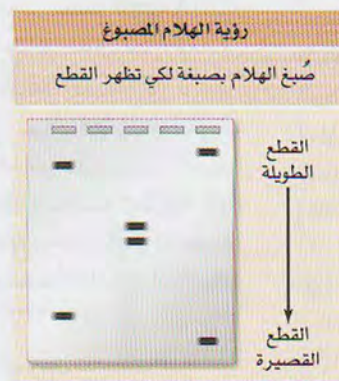 رؤية الهلام المصبوغ
صُبغ الهلام بصبغة لكي تظهر القطع
القطع
الطويلة
القطع
القصيرة